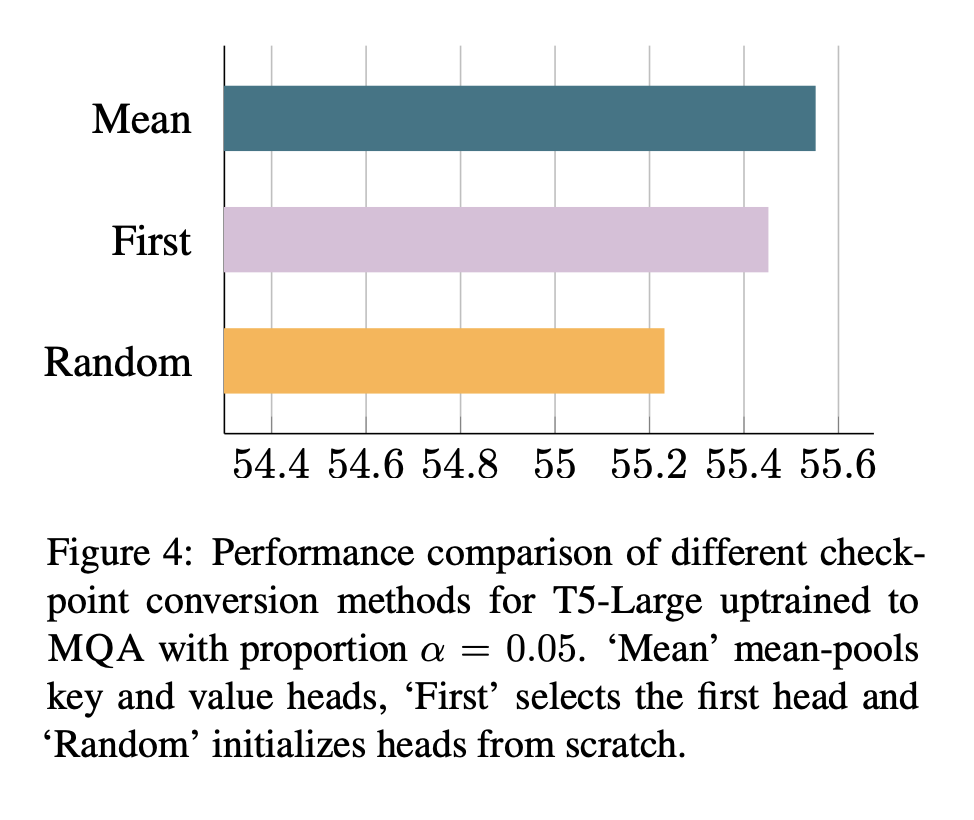 Mean
First
Random
54.4 54.6 54.8 55 55.2 55.4 55.6
Figure 4: Performance comparison of different check-
point conversion methods for T5-Large uptrained to
MQA with proportion α = 0.05. ‘Mean’ mean-pools
key and value heads, ‘First’ selects the first head and
‘Random’ initializes heads from scratch.